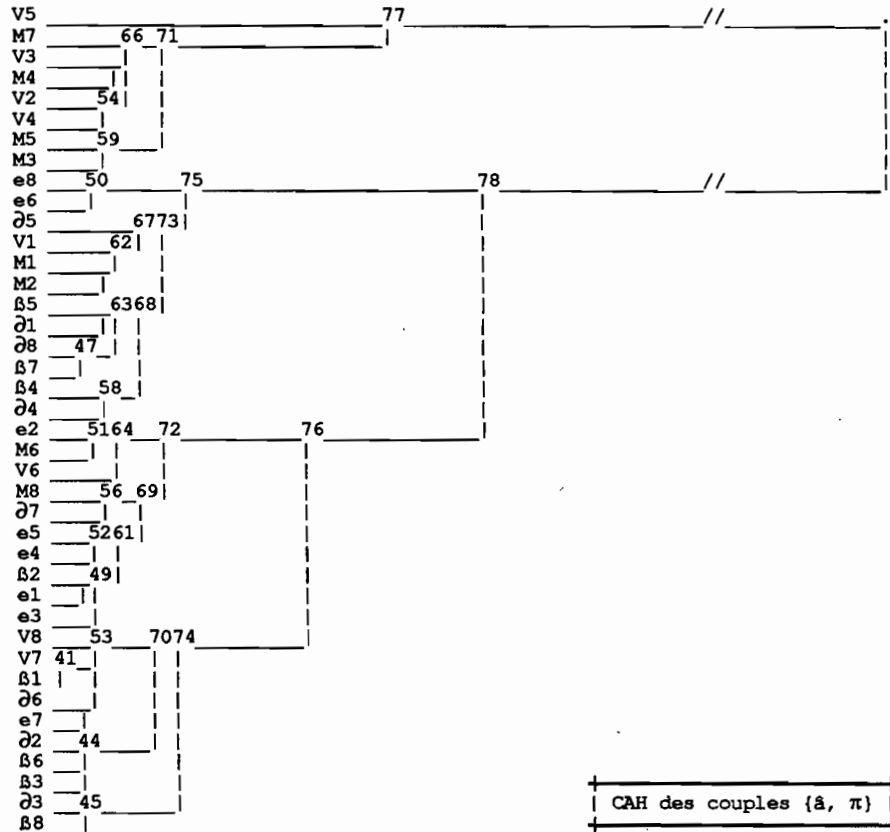 V5 77 //
M7 66 71
V3
M4
V2 54
V4
M5 59
M3
e8 50 75 78 //
e6
∂5 67 73
V1 62
M1
M2
ß5 63 68
∂1
∂8 47
ß7
ß4 58
∂4
e2 51 64 72 76
M6
V6
M8 56 69
∂7
e5 52 61
e4
ß2 49
e1
e3
V8 53 70 74
V7 41
ß1
∂6
e7
∂2 44
ß6
ß3
∂3 45
ß8
CAH des couples {â, π}